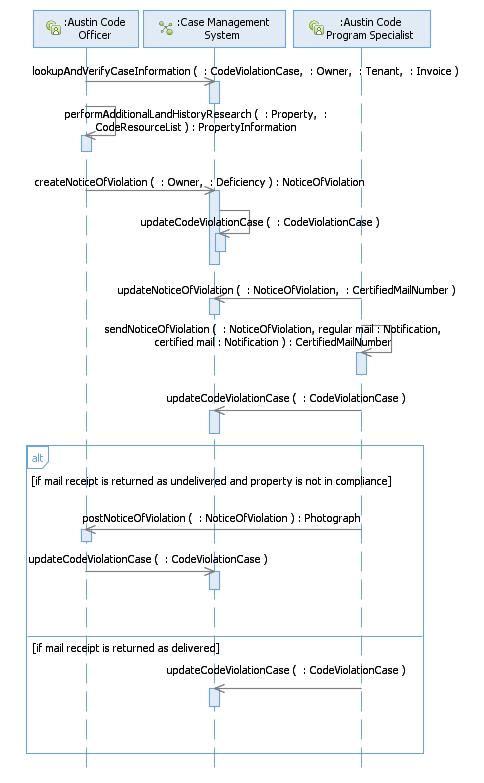 :Austin Code
Officer
:Case Management
System
:Austin Code
Program Specialist
lookupAndVerifyCaseInformation ( : CodeViolationCase, : Owner, : Tenant, : Invoice )
performAdditionalLandHistoryResearch ( : Property, :
CodeResourceList ) : PropertyInformation
createNoticeOfViolation ( : Owner, : Deficiency ) : NoticeOfViolation
updateCodeViolationCase ( : CodeViolationCase )
updateNoticeOfViolation ( : NoticeOfViolation, : CertifiedMailNumber )
sendNoticeOfViolation ( : NoticeOfViolation, regular mail : Notification,
certified mail : Notification ) : CertifiedMailNumber
updateCodeViolationCase ( : CodeViolationCase )
alt
[if mail receipt is returned as undelivered and property is not in compliance]
postNoticeOfViolation ( : NoticeOfViolation ) : Photograph
updateCodeViolationCase ( : CodeViolationCase )
[if mail receipt is returned as delivered]
updateCodeViolationCase ( : CodeViolationCase )